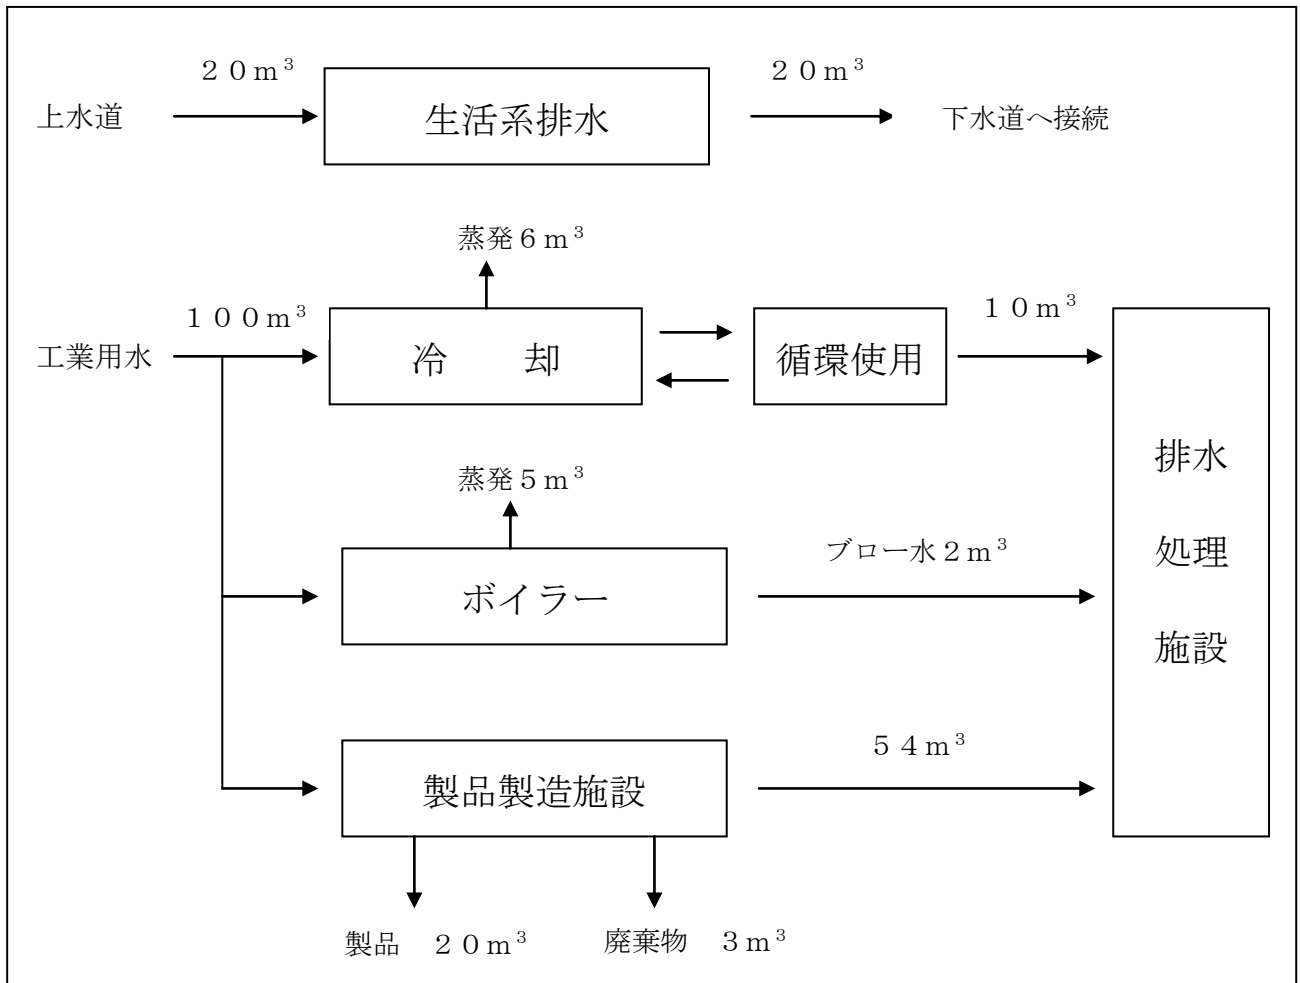 ２０ｍ³
２０ｍ³
上水道
生活系排水
下水道へ接続
蒸発６ｍ³
１００ｍ³
１０ｍ³
工業用水
冷　　却
循環使用
排水
処理
施設
蒸発５ｍ³
ブロー水２ｍ³
ボイラー
５４ｍ³
製品製造施設
製品　２０ｍ³
廃棄物　３ｍ³